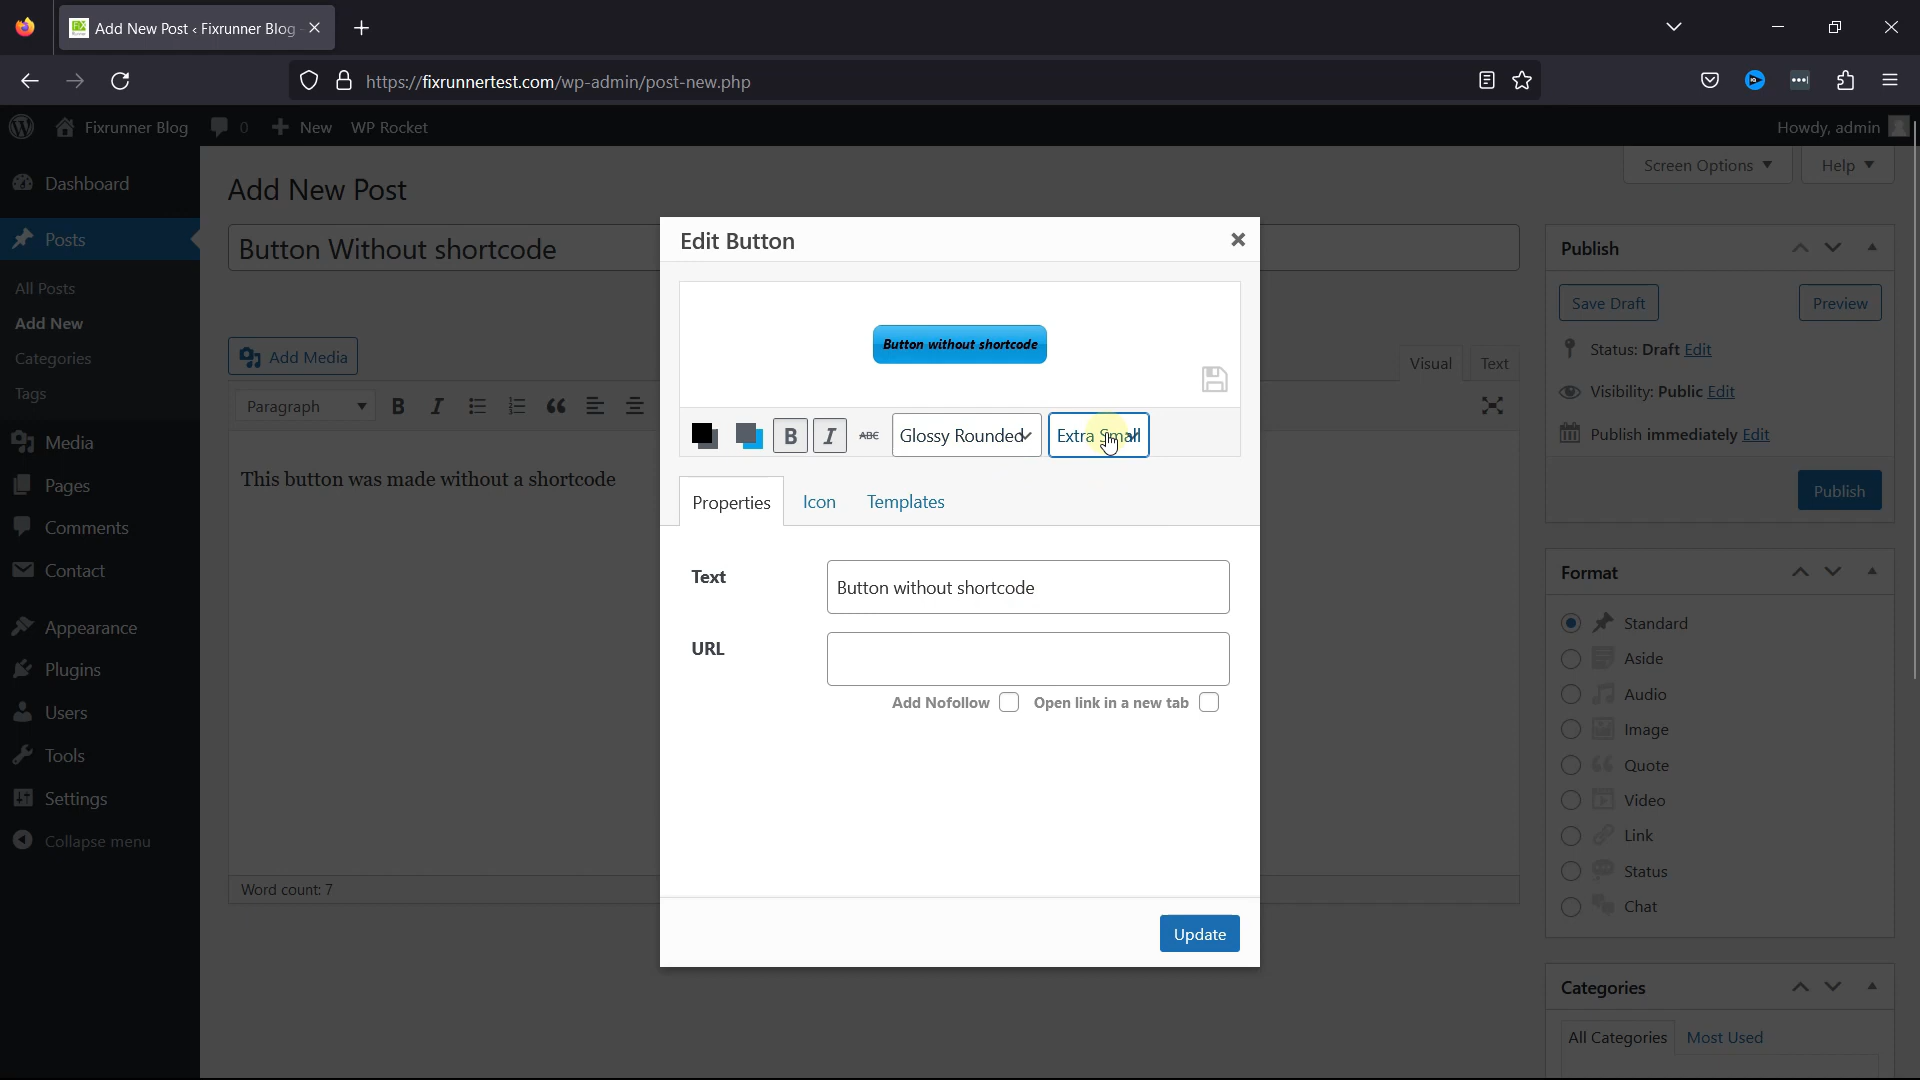 Add New Post ‹ Fixrunner Blog
https://fixrunnertest.com/wp-admin/post-new.php
Fixrunner Blog 0 New WP Rocket Howdy, admin
Screen Options Help
Dashboard
Posts
All Posts
Add New
Categories
Tags
Media
Pages
Comments
Contact
Appearance
Plugins
Users
Tools
Settings
Collapse menu
Add New Post
Button Without shortcode
Add Media
Visual Text
Paragraph B I
This button was made without a shortcode
Word count: 7
Edit Button
Button without shortcode
B I ABC Glossy Rounded Extra Small
Properties Icon Templates
Text
Button without shortcode
URL
Add Nofollow Open link in a new tab
Update
Publish
Save Draft Preview
Status: Draft Edit
Visibility: Public Edit
Publish immediately Edit
Publish
Format
Standard
Aside
Audio
Image
Quote
Video
Link
Status
Chat
Categories
All Categories Most Used